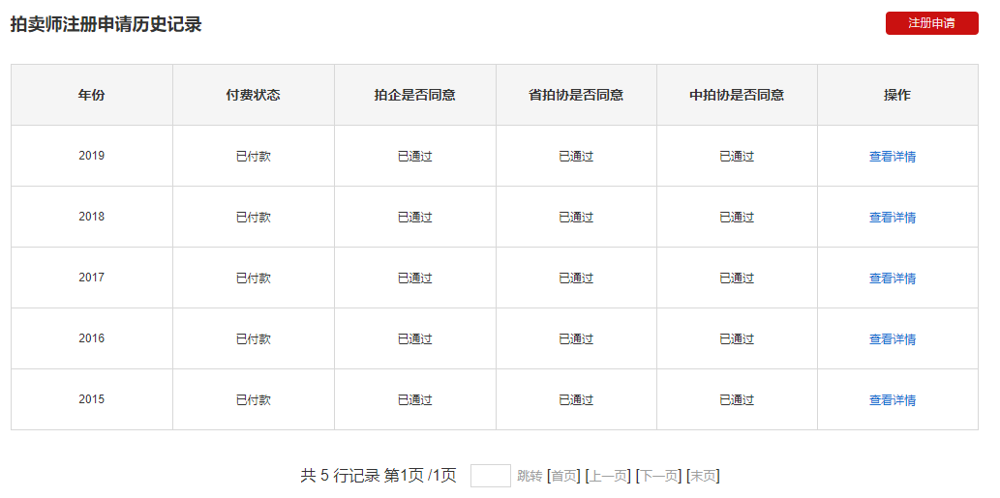 拍卖师注册申请历史记录 注册申请
年份 付费状态 拍企是否同意 省拍协是否同意 中拍协是否同意 操作
2019 已付款 已通过 已通过 已通过 查看详情
2018 已付款 已通过 已通过 已通过 查看详情
2017 已付款 已通过 已通过 已通过 查看详情
2016 已付款 已通过 已通过 已通过 查看详情
2015 已付款 已通过 已通过 已通过 查看详情
共 5 行记录 第1页 /1页 跳转 [首页] [上一页] [下一页] [末页]